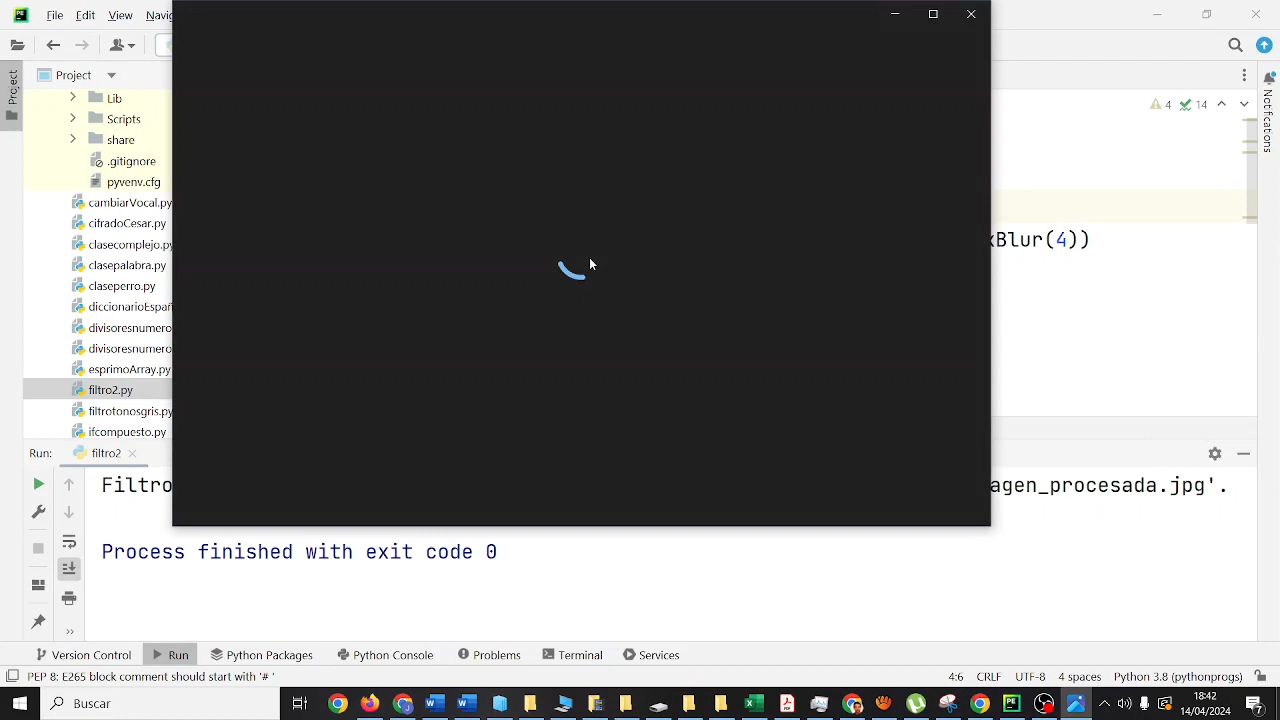 PE File Edit View Navig
Project
Project
Notifications
Lib
4 14
Scripts
share
.gitignore
pyvenv.cfg
cambiarVocal.py
cifradoCesar.py
Blur(4))
clasecomplejo.py
clasepalabra.py
claseperro.py
diccionarioEspañ
divisoresnumero
divisoresnumero
esprimoArray.py
filtro2.py
filtrotonosgris.py
ifcompuesto.py
Run: filtro2
Filtro agen_procesada.jpg'.
Process finished with exit code 0
Version Control Run Python Packages Python Console Problems Terminal Services
PEP 8: E265 block comment should start with '# ' 4:6 CRLF UTF-8 4 spaces Python 3.8 (pythonprogs)
Buscar
18:42
14/04/2024